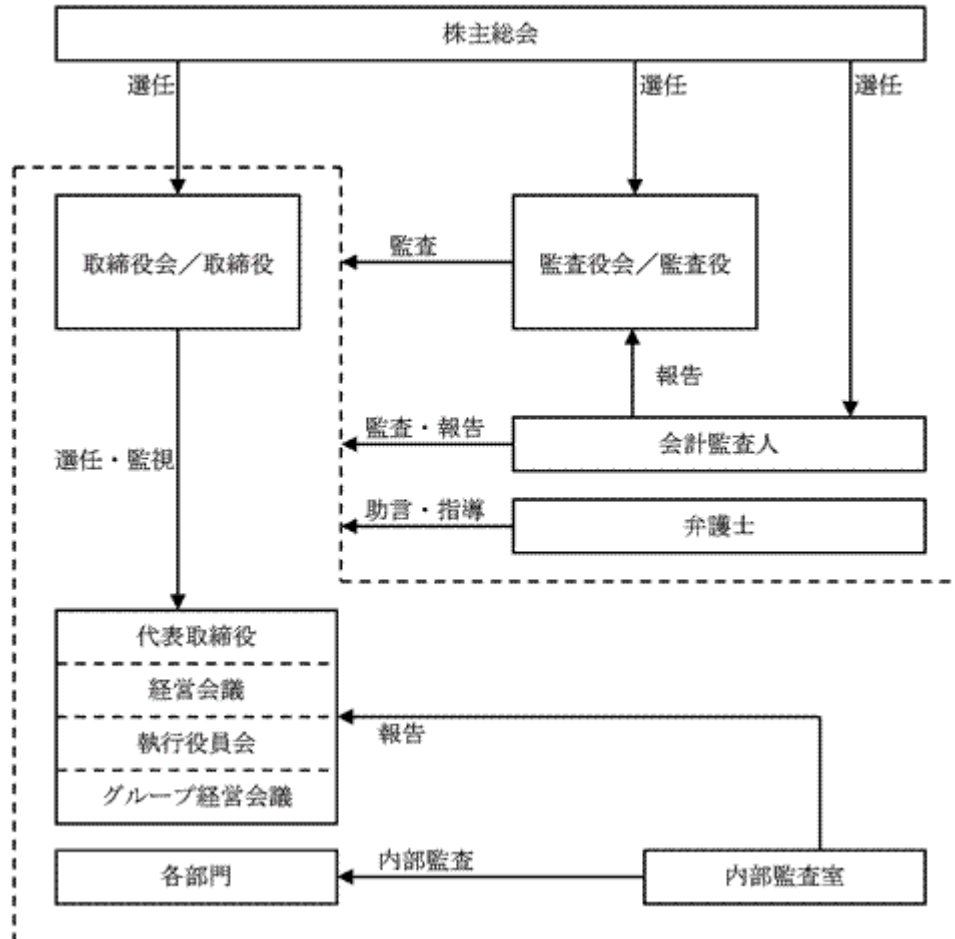 株主総会
選任
選任
選任
取締役会／取締役
監査
監査役会／監査役
報告
監査・報告
会計監査人
選任・監視
助言・指導
弁護士
代表取締役
経営会議
報告
執行役員会
グループ経営会議
各部門
内部監査
内部監査室